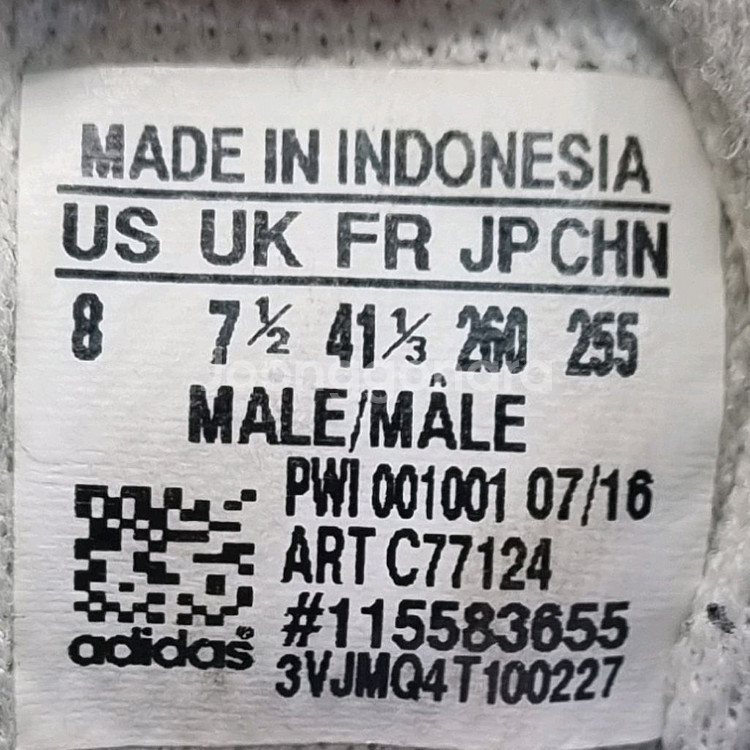 MADE IN INDONESIA
US UK FR JP CHN
8 7½ 41⅓ 260 255
MALE/MÂLE
PWI 001001 07/16
ART C77124
#115583655
3VJMQ4T100227
adidas®
joonggonara